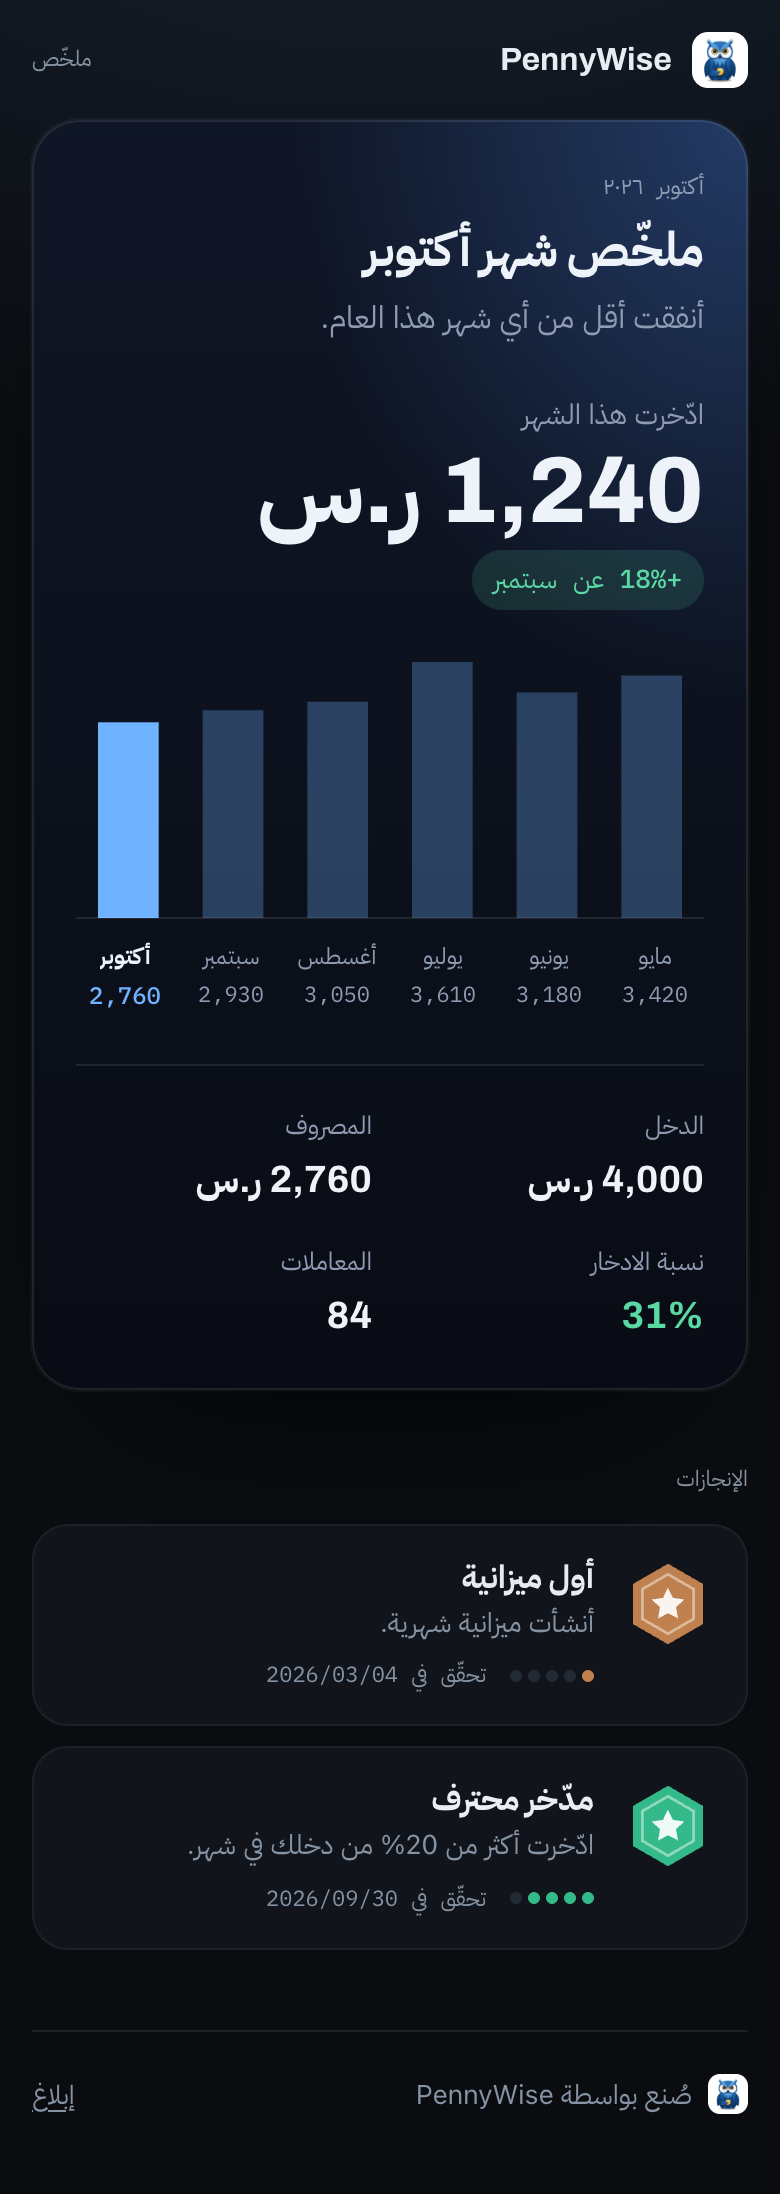 PennyWise
ملخّص
أكتوبر ٢٠٢٦
ملخّص شهر أكتوبر
أنفقت أقل من أي شهر هذا العام.
ادّخرت هذا الشهر
1,240 ر.س
+18% عن سبتمبر
مايو يونيو يوليو أغسطس سبتمبر أكتوبر
3,420 3,180 3,610 3,050 2,930 2,760
الدخل المصروف
4,000 ر.س 2,760 ر.س
نسبة الادخار المعاملات
31% 84
الإنجازات
أول ميزانية
أنشأت ميزانية شهرية.
تحقّق في 2026/03/04
مدّخر محترف
ادّخرت أكثر من 20% من دخلك في شهر.
تحقّق في 2026/09/30
صُنع بواسطة PennyWise
إبلاغ